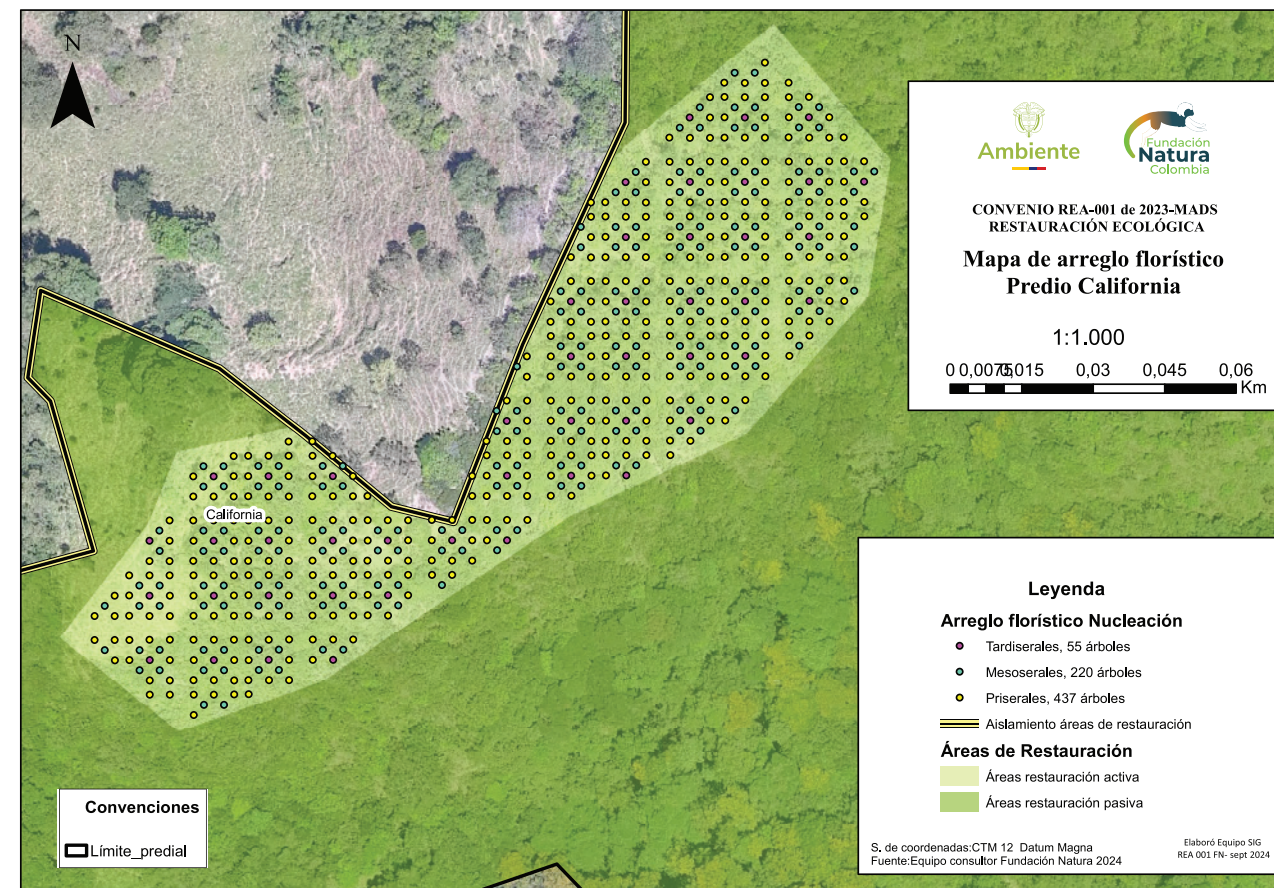 N
Ambiente
Fundación
Natura
Colombia
CONVENIO REA-001 de 2023-MADS
RESTAURACIÓN ECOLÓGICA
Mapa de arreglo florístico
Predio California
1:1.000
0 0,0075 0,015 0,03 0,045 0,06
Km
California
Leyenda
Arreglo florístico Nucleación
Tardiserales, 55 árboles
Mesoserales, 220 árboles
Priserales, 437 árboles
Aislamiento áreas de restauración
Áreas de Restauración
Áreas restauración activa
Áreas restauración pasiva
S. de coordenadas:CTM 12 Datum Magna
Fuente:Equipo consultor Fundación Natura 2024
Elaboró Equipo SIG
REA 001 FN- sept 2024
Convenciones
Límite_predial